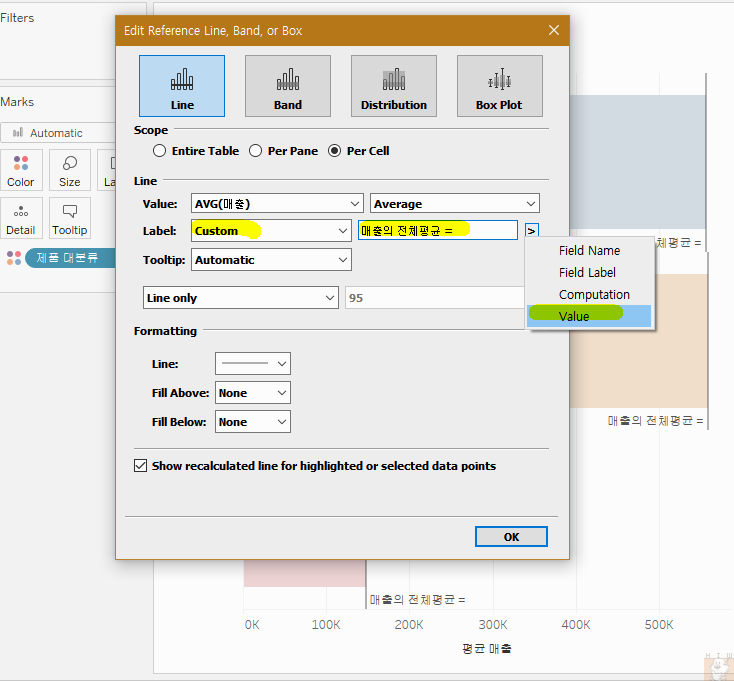 Filters
Edit Reference Line, Band, or Box
Line Band Distribution Box Plot
Marks
Automatic
Color Size
Detail Tooltip
제품 대분류
Scope
Entire Table Per Pane Per Cell
Line
Value: AVG(매출) Average
Label: Custom 매출의 전체평균 = >
Tooltip: Automatic
Field Name
Field Label
Computation
Value
Line only 95
Formatting
Line:
Fill Above: None
Fill Below: None
Show recalculated line for highlighted or selected data points
OK
전체평균 =
매출의 전체평균 =
매출의 전체평균 =
0K 100K 200K 300K 400K 500K
평균 매출